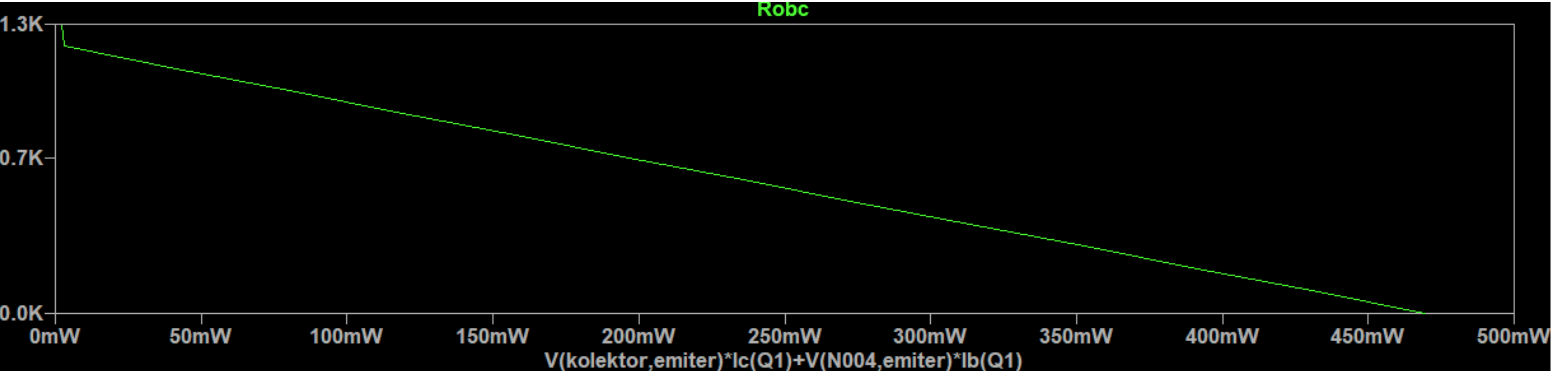 Robc
1.3K
0.7K
0.0K
0mW 50mW 100mW 150mW 200mW 250mW 300mW 350mW 400mW 450mW 500mW
V(kolektor,emiter)*Ic(Q1)+V(N004,emiter)*Ib(Q1)